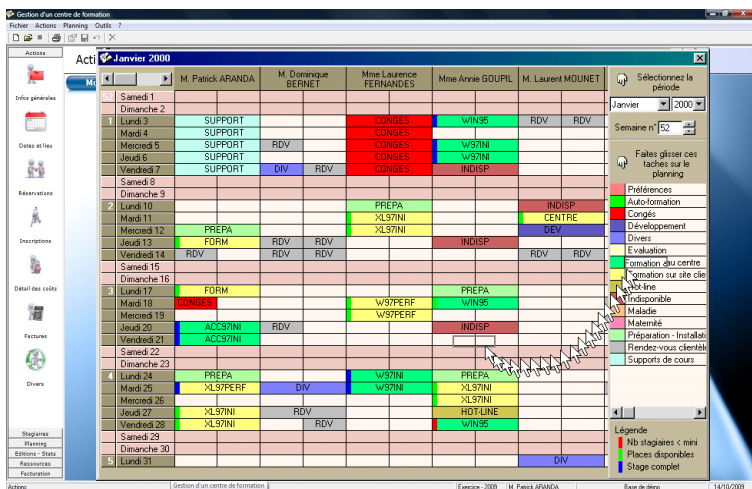 Gestion d'un centre de formation
Fichier Actions Planning Outils ?
Actions
Infos générales
Dates et lieu
Réservations
Inscriptions
Détail des coûts
Factures
Divers
Stagiaires
Planning
Editions - Stats
Ressources
Facturation
Acti
Mo
Janvier 2000
M. Patrick ARANDA M. Dominique BERNET Mme Laurence FERNANDES Mme Annie GOUPIL M. Laurent MOUNET
52 Samedi 1
Dimanche 2
1 Lundi 3 SUPPORT CONGES WIN95 RDV RDV
Mardi 4 SUPPORT CONGES
Mercredi 5 SUPPORT RDV CONGES W97INI
Jeudi 6 SUPPORT CONGES W97INI
Vendredi 7 SUPPORT DIV RDV CONGES INDISP
Samedi 8
Dimanche 9
2 Lundi 10 PREPA INDISP
Mardi 11 XL97INI CENTRE
Mercredi 12 PREPA XL97INI DEV
Jeudi 13 FORM RDV RDV INDISP
Vendredi 14 RDV RDV RDV RDV RDV
Samedi 15
Dimanche 16
3 Lundi 17 FORM PREPA
Mardi 18 CONGES W97PERF WIN95
Mercredi 19 W97PERF
Jeudi 20 ACC97INI RDV INDISP
Vendredi 21 ACC97INI
Samedi 22
Dimanche 23
4 Lundi 24 PREPA W97INI PREPA
Mardi 25 XL97PERF DIV W97INI XL97INI
Mercredi 26 XL97INI
Jeudi 27 XL97INI RDV HOT-LINE
Vendredi 28 XL97INI RDV WIN95
Samedi 29
Dimanche 30
5 Lundi 31 DIV
Sélectionnez la
période
Janvier 2000
Semaine n° 52
Faites glisser ces
taches sur le
planning
Préférences
Auto-formation
Congés
Développement
Divers
Evaluation
Formation au centre
Formation sur site clie
Hot-line
Indisponible
Maladie
Maternité
Préparation - Installati
Rendez-vous clientèl
Supports de cours
Légende
Nb stagiaires < mini
Places disponibles
Stage complet
Actions Gestion d'un centre de formation Exercice - 2009 M. Patrick ARANDA Base de démo 14/10/2009